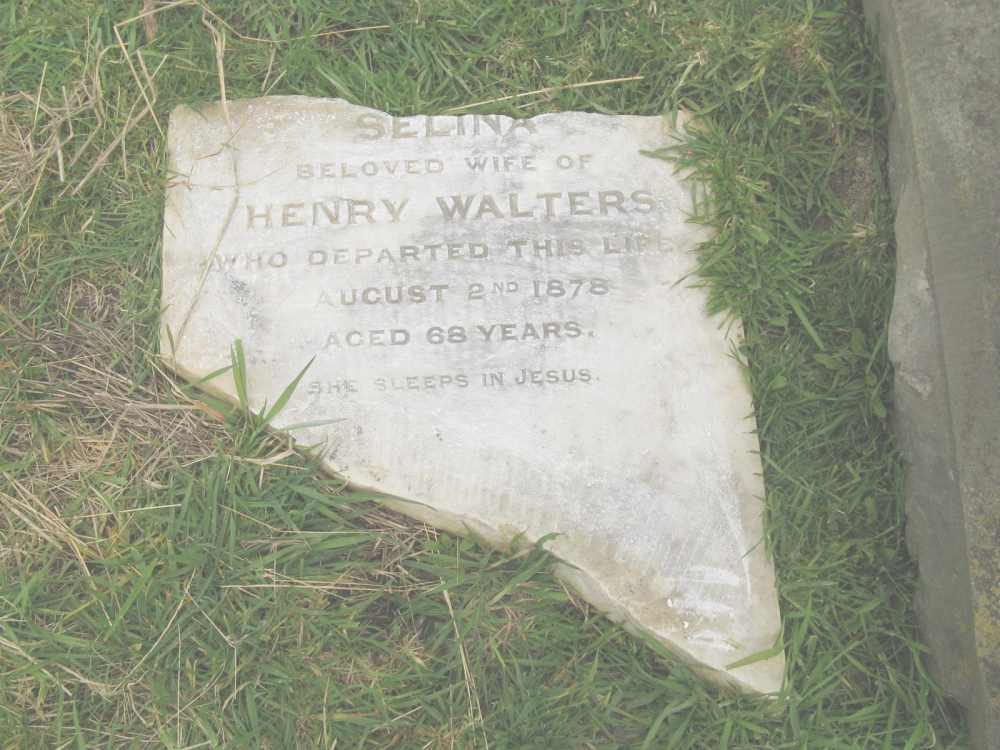 SELINA
BELOVED WIFE OF
HENRY WALTERS
WHO DEPARTED THIS LIFE
AUGUST 2ND 1878
AGED 68 YEARS.
SHE SLEEPS IN JESUS.